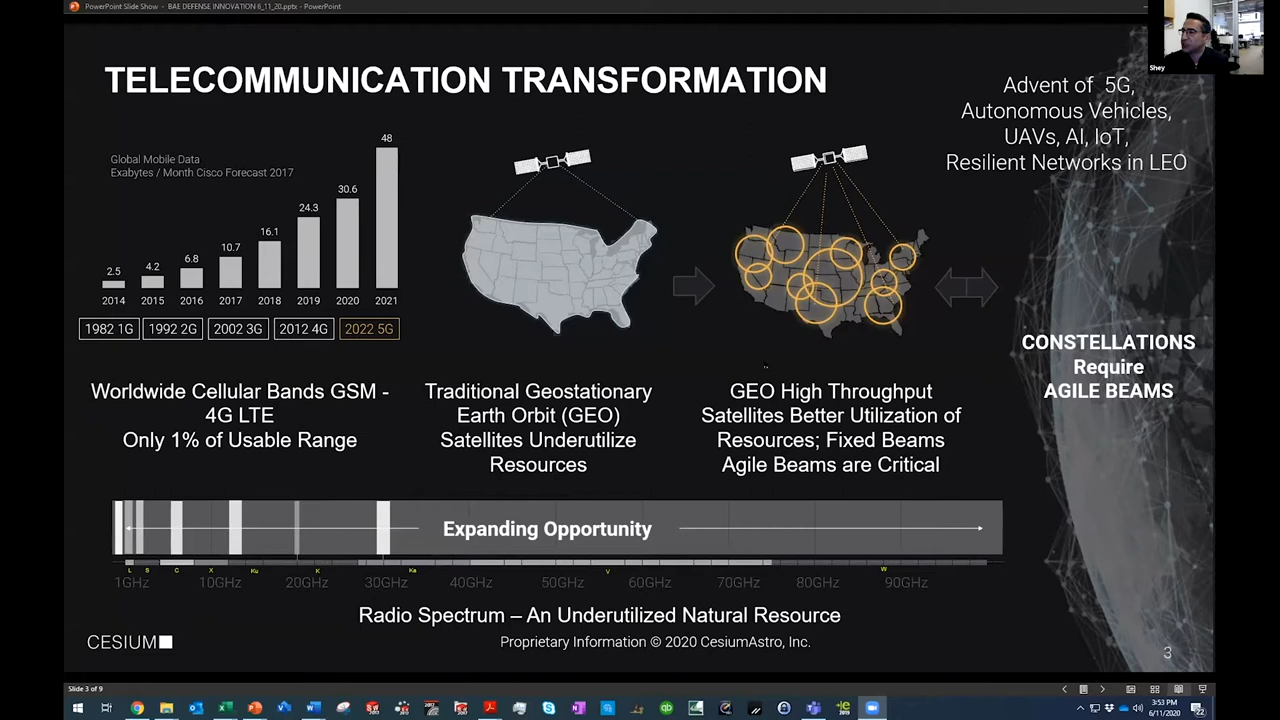 PowerPoint Slide Show - BAE DEFENSE INNOVATION 6_11_20.pptx - PowerPoint
Shey
TELECOMMUNICATION TRANSFORMATION
Advent of 5G,
Autonomous Vehicles,
UAVs, AI, IoT,
Resilient Networks in LEO
Global Mobile Data
Exabytes / Month Cisco Forecast 2017
2.5
4.2
6.8
10.7
16.1
24.3
30.6
48
2014 2015 2016 2017 2018 2019 2020 2021
1982 1G 1992 2G 2002 3G 2012 4G 2022 5G
CONSTELLATIONS
Require
AGILE BEAMS
Worldwide Cellular Bands GSM -
4G LTE
Only 1% of Usable Range
Traditional Geostationary
Earth Orbit (GEO)
Satellites Underutilize
Resources
GEO High Throughput
Satellites Better Utilization of
Resources; Fixed Beams
Agile Beams are Critical
Expanding Opportunity
L S C X Ku K Ka V W
1GHz 10GHz 20GHz 30GHz 40GHz 50GHz 60GHz 70GHz 80GHz 90GHz
Radio Spectrum – An Underutilized Natural Resource
CESIUM
Proprietary Information © 2020 CesiumAstro, Inc.
3
Slide 3 of 9
3:53 PM
6/11/2020
22